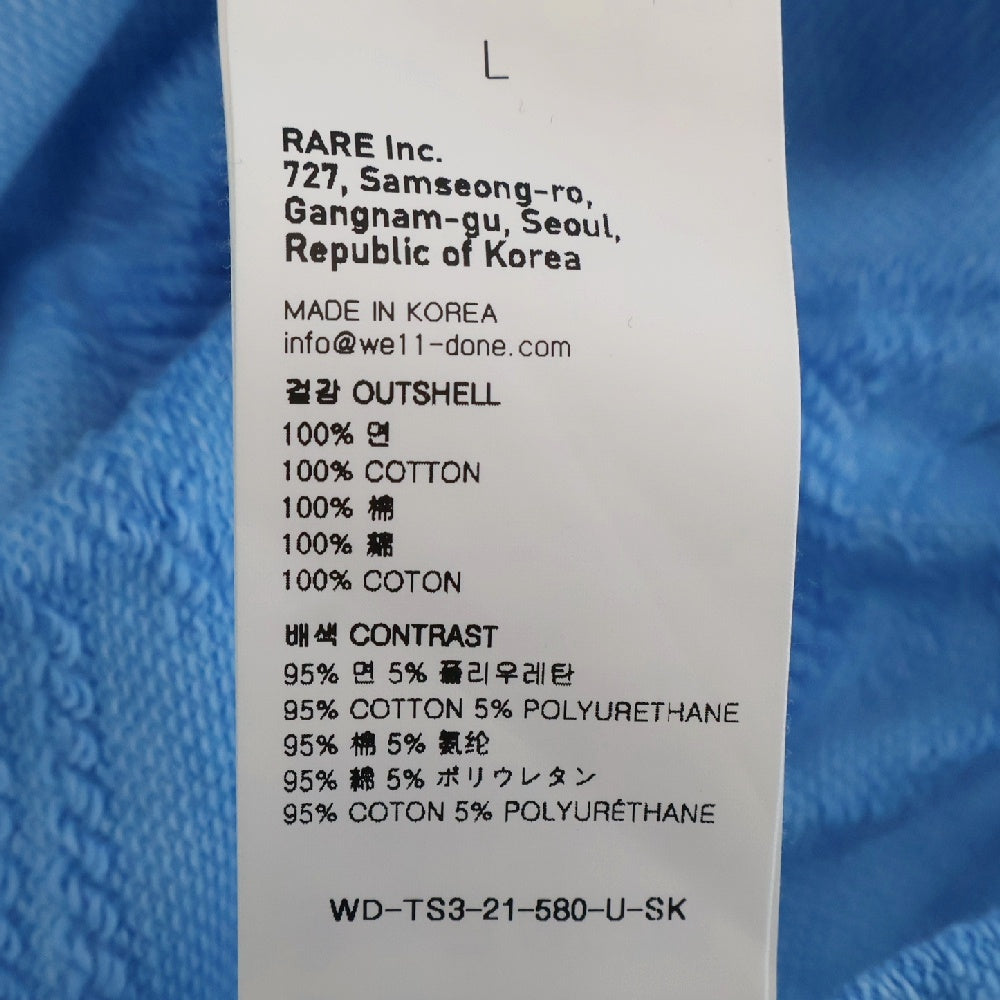 L
RARE Inc.
727, Samseong-ro,
Gangnam-gu, Seoul,
Republic of Korea
MADE IN KOREA
info@we11-done.com
겉감 OUTSHELL
100% 면
100% COTTON
100% 棉
100% 綿
100% COTON
배색 CONTRAST
95% 면 5% 폴리우레탄
95% COTTON 5% POLYURETHANE
95% 棉 5% 氨纶
95% 綿 5% ポリウレタン
95% COTON 5% POLYURÉTHANE
WD-TS3-21-580-U-SK